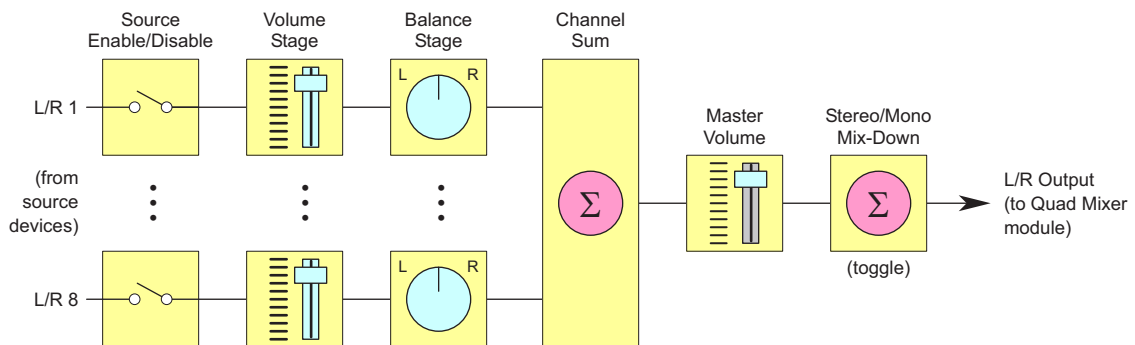 Source
Enable/Disable
Volume
Stage
Balance
Stage
Channel
Sum
L/R 1
L R
Master
Volume
Stereo/Mono
Mix-Down
(from
source
devices)
Σ
Σ
L/R Output
(to Quad Mixer
module)
(toggle)
L/R 8
L R